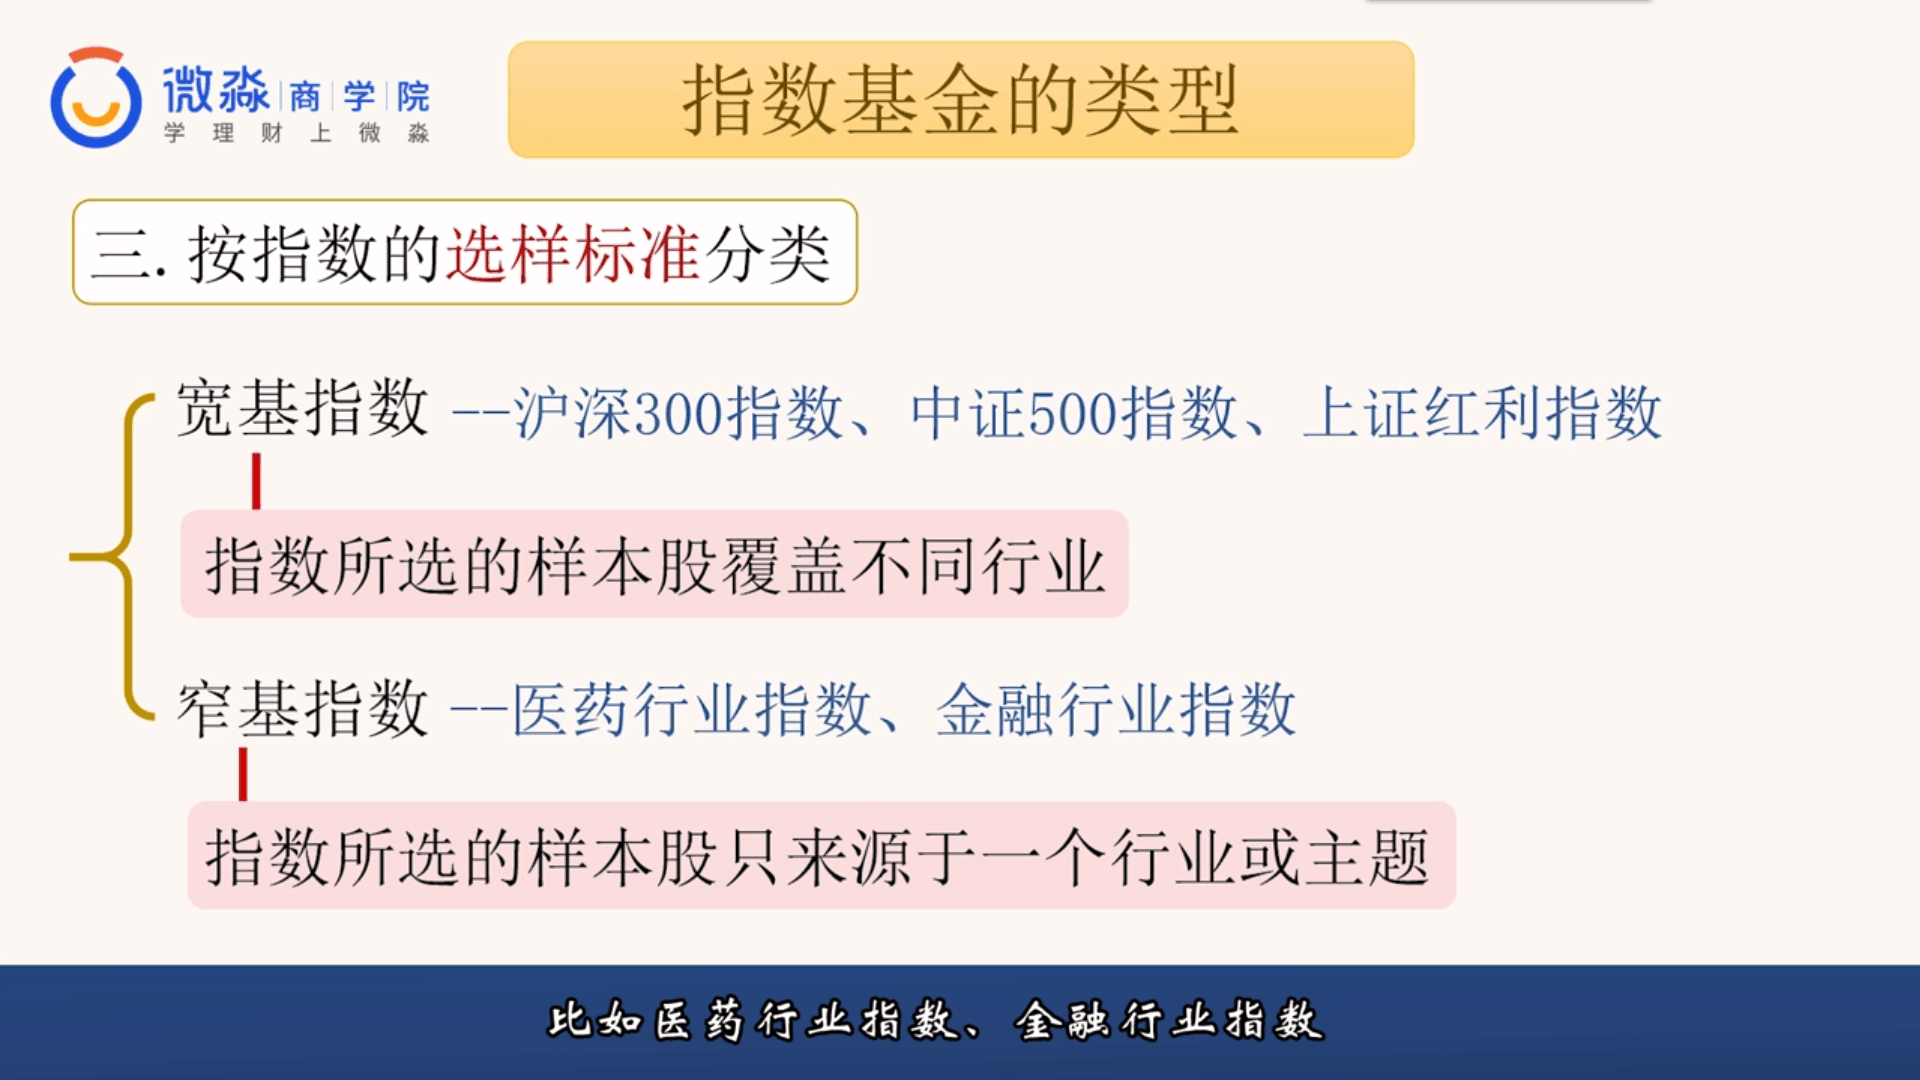 微淼商学院
学理财上微淼
指数基金的类型
三.按指数的选样标准分类
宽基指数 --沪深300指数、中证500指数、上证红利指数
指数所选的样本股覆盖不同行业
窄基指数 --医药行业指数、金融行业指数
指数所选的样本股只来源于一个行业或主题
比如医药行业指数、金融行业指数